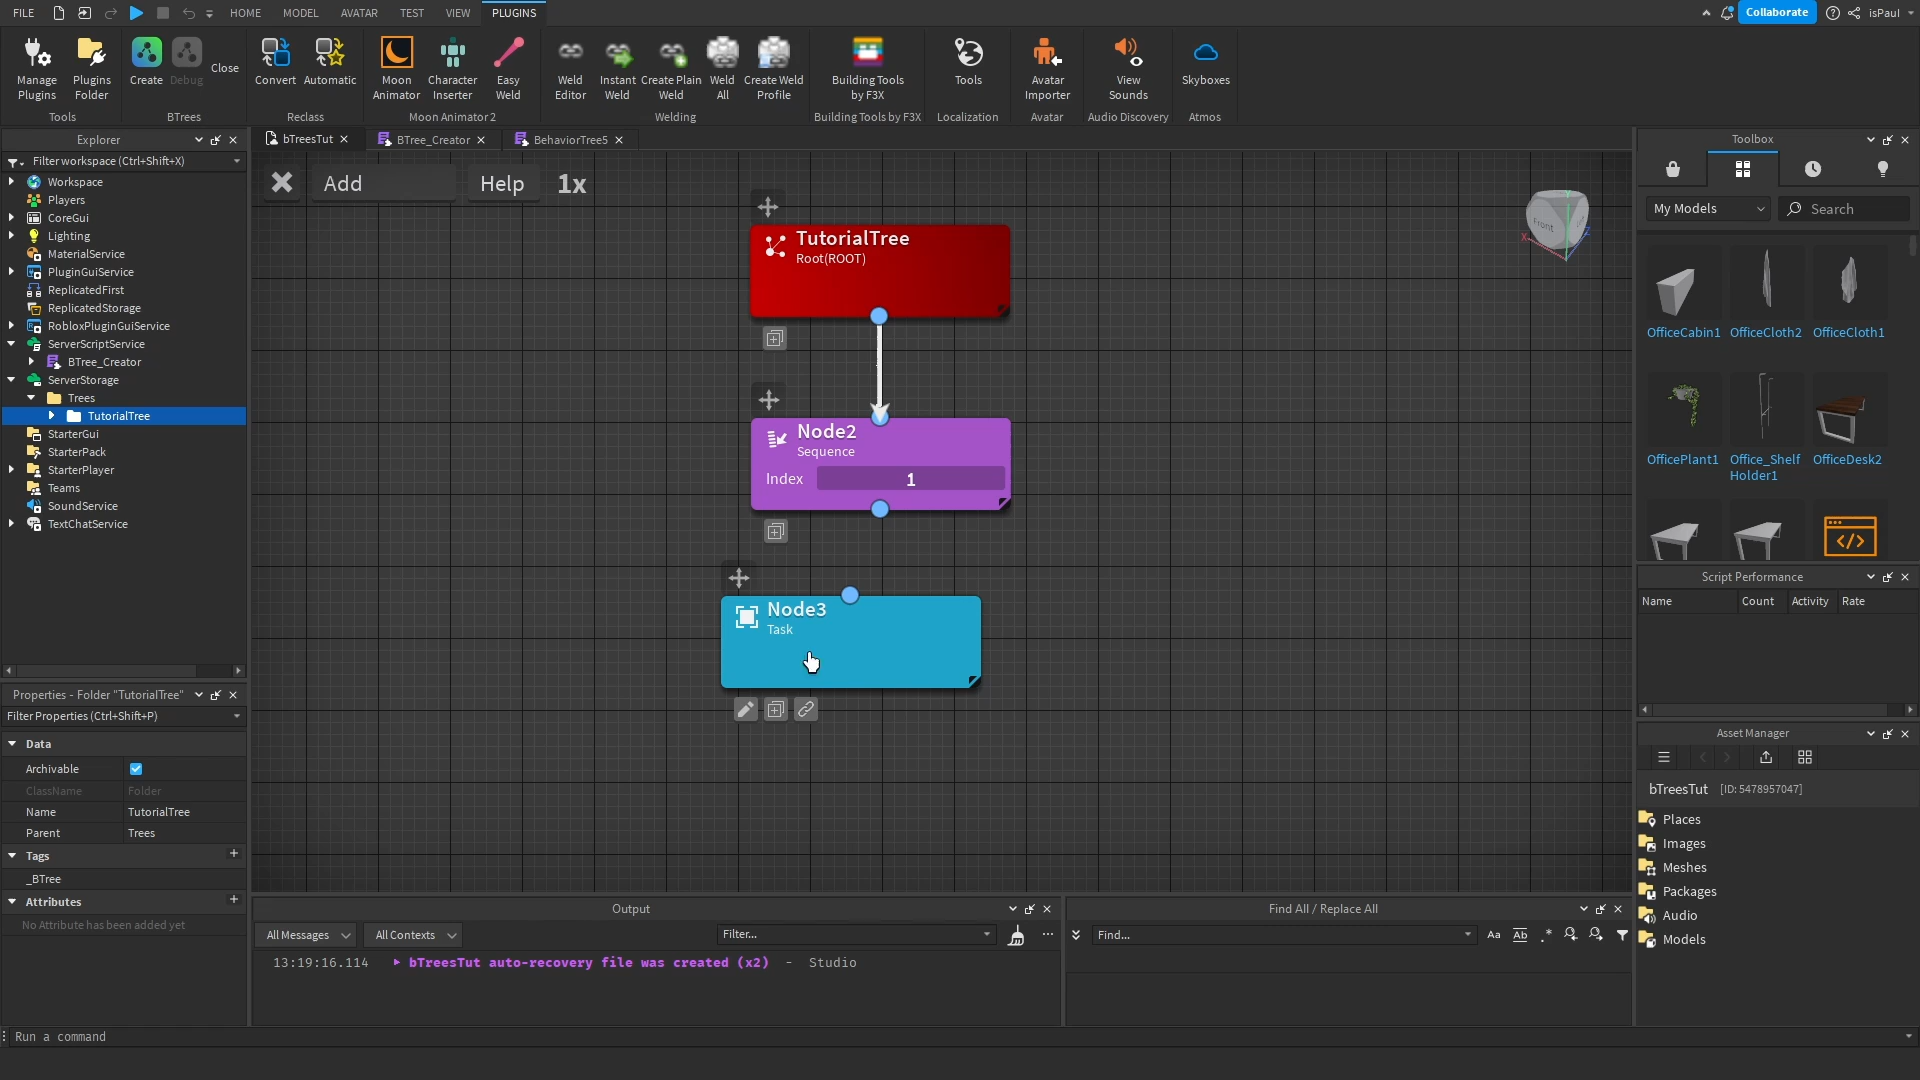 FILE HOME MODEL AVATAR TEST VIEW PLUGINS Collaborate isPaul
Manage Plugins
Plugins Folder
Create
Debug
Close
Convert
Automatic
Moon Animator
Character Inserter
Easy Weld
Weld Editor
Instant Weld
Create Plain Weld
Weld All
Create Weld Profile
Building Tools by F3X
Tools
Avatar Importer
View Sounds
Skyboxes
Tools BTrees Reclass Moon Animator 2 Welding Building Tools by F3X Localization Avatar Audio Discovery Atmos
Explorer
Filter workspace (Ctrl+Shift+X)
Workspace
Players
CoreGui
Lighting
MaterialService
PluginGuiService
ReplicatedFirst
ReplicatedStorage
RobloxPluginGuiService
ServerScriptService
BTree_Creator
ServerStorage
Trees
TutorialTree
StarterGui
StarterPack
StarterPlayer
Teams
SoundService
TextChatService
Properties - Folder "TutorialTree"
Filter Properties (Ctrl+Shift+P)
Data
Archivable
ClassName Folder
Name TutorialTree
Parent Trees
Tags
_BTree
Attributes
No Attribute has been added yet
bTreesTut BTree_Creator BehaviorTree5
Add Help 1x
TutorialTree
Root(ROOT)
Node2
Sequence
Index 1
Node3
Task
Front
X
Z
Output
All Messages All Contexts Filter...
13:19:16.114 bTreesTut auto-recovery file was created (x2) - Studio
Find All / Replace All
Find... Aa Ab .*
Toolbox
My Models Search
OfficeCabin1 OfficeCloth2 OfficeCloth1
OfficePlant1
Office_Shelf
Holder1
OfficeDesk2
Script Performance
Name Count Activity Rate
Asset Manager
bTreesTut [ID: 5478957047]
Places
Images
Meshes
Packages
Audio
Models
Run a command